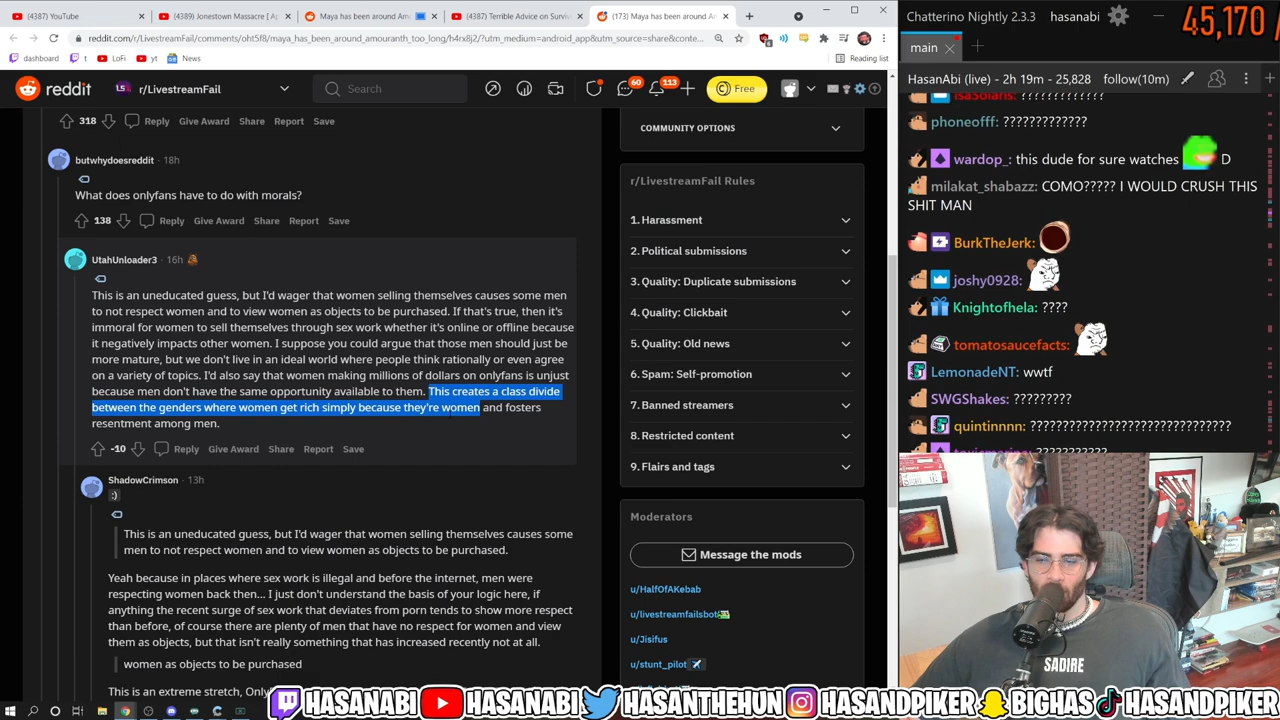 (4387) YouTube
(4389) Jonestown Massacre [ Ap
Maya has been around Amo
(4387) Terrible Advice on Surviv
(173) Maya has been around Am
reddit.com/r/LivestreamFail/comments/oht5f8/maya_has_been_around_amouranth_too_long/h4rx8j2/?utm_medium=android_app&utm_source=share&conte...
dashboard
1
LoFi
yt
News
Reading list
reddit
r/LivestreamFail
Search
60
113
Free
318
Reply
Give Award
Share
Report
Save
butwhydoesreddit · 18h
What does onlyfans have to do with morals?
138
Reply
Give Award
Share
Report
Save
UtahUnloader3 · 16h
This is an uneducated guess, but I'd wager that women selling themselves causes some men
to not respect women and to view women as objects to be purchased. If that's true, then it's
immoral for women to sell themselves through sex work whether it's online or offline because
it negatively impacts other women. I suppose you could argue that those men should just be
more mature, but we don't live in an ideal world where people think rationally or even agree
on a variety of topics. I'd also say that women making millions of dollars on onlyfans is unjust
because men don't have the same opportunity available to them. This creates a class divide
between the genders where women get rich simply because they're women and fosters
resentment among men.
-10
Reply
Give Award
Share
Report
Save
ShadowCrimson · 13h
:)
This is an uneducated guess, but I'd wager that women selling themselves causes some
men to not respect women and to view women as objects to be purchased.
Yeah because in places where sex work is illegal and before the internet, men were
respecting women back then... I just don't understand the basis of your logic here, if
anything the recent surge of sex work that deviates from porn tends to show more respect
than before, of course there are plenty of men that have no respect for women and view
them as objects, but that isn't really something that has increased recently not at all.
women as objects to be purchased
This is an extreme stretch, Onl
COMMUNITY OPTIONS
r/LivestreamFail Rules
1. Harassment
2. Political submissions
3. Quality: Duplicate submissions
4. Quality: Clickbait
5. Quality: Old news
6. Spam: Self-promotion
7. Banned streamers
8. Restricted content
9. Flairs and tags
Moderators
Message the mods
u/HalfOfAKebab
u/livestreamfailsbot
u/Jisifus
u/stunt_pilot
Chatterino Nightly 2.3.3
hasanabi
45,170
main
HasanAbi (live) - 2h 19m - 25,828
follow(10m)
isaSolaris: ????????????
phoneofff: ?????????????
wardop_: this dude for sure watches
D
milakat_shabazz: COMO????? I WOULD CRUSH THIS
SHIT MAN
BurkTheJerk:
joshy0928:
Knightofhela: ????
tomatosaucefacts:
LemonadeNT: wwtf
SWGShakes: ?????????
quintinnnn: ???????????????????????????????
SADIRE
HASANABI
HASANABI
HASANTHEHUN
HASANDPIKER
BIGHAS
HASANDPIKER